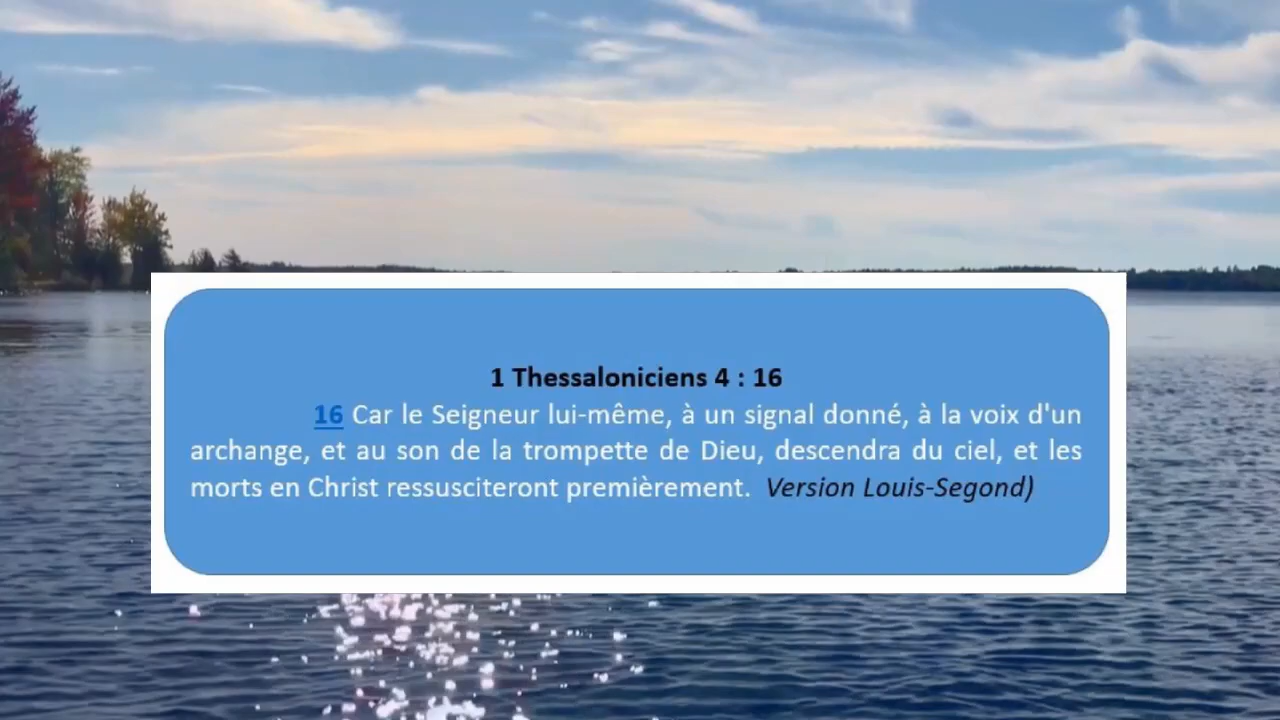 1 Thessaloniciens 4 : 16
16 Car le Seigneur lui-même, à un signal donné, à la voix d'un
archange, et au son de la trompette de Dieu, descendra du ciel, et les
morts en Christ ressusciteront premièrement. Version Louis-Segond)